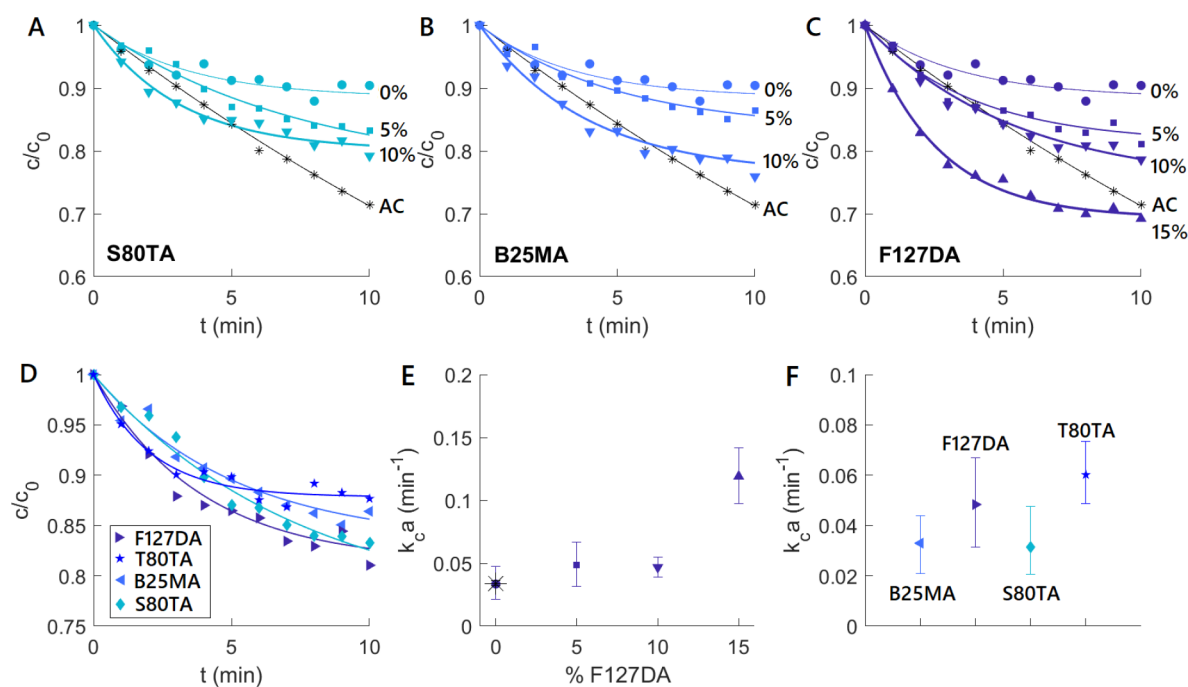 A
1
0.9
0.8
0.7
0.6
c/c0
0%
5%
10%
AC
S80TA
0
5
10
t (min)
B
1
0.9
0.8
0.7
0.6
c/c0
0%
5%
10%
AC
B25MA
0
5
10
t (min)
C
1
0.9
0.8
0.7
0.6
c/c0
0%
5%
10%
AC
15%
F127DA
0
5
10
t (min)
D
1
0.95
0.9
0.85
0.8
0.75
c/c0
F127DA
T80TA
B25MA
S80TA
0
5
10
t (min)
E
0.2
0.15
0.1
0.05
0
kca (min-1)
0
5
10
15
% F127DA
F
0.1
0.08
0.06
0.04
0.02
0
kca (min-1)
T80TA
F127DA
B25MA
S80TA